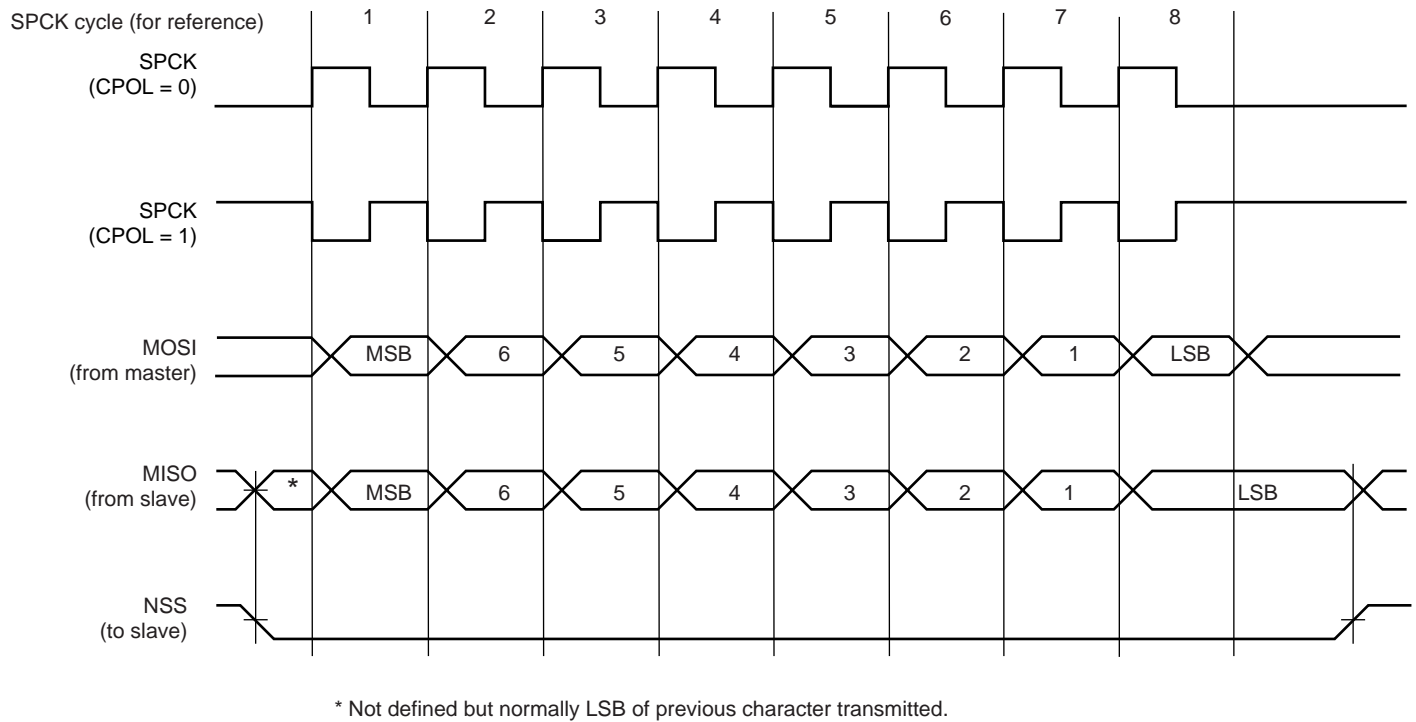 SPCK cycle (for reference) 1 2 3 4 5 6 7 8
SPCK
(CPOL = 0)
SPCK
(CPOL = 1)
MOSI
(from master)
MSB 6 5 4 3 2 1 LSB
MISO
(from slave)
* MSB 6 5 4 3 2 1 LSB
NSS
(to slave)
* Not defined but normally LSB of previous character transmitted.